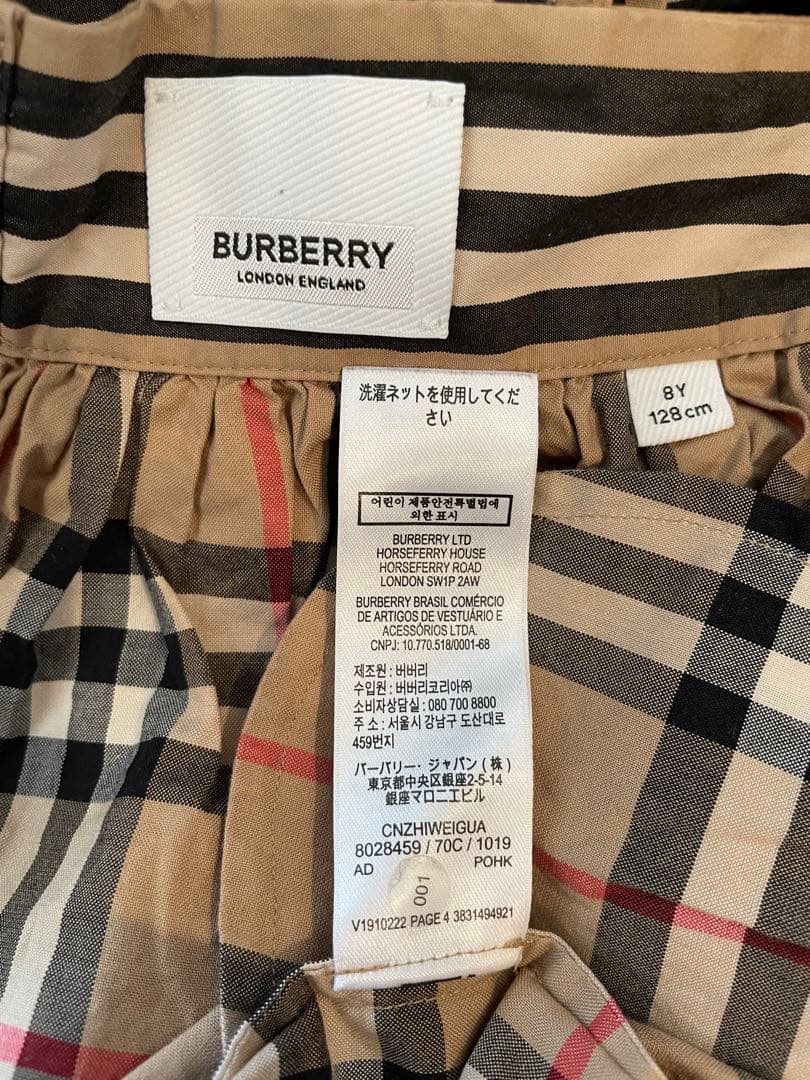 BURBERRY
LONDON ENGLAND
8Y
128 cm
洗濯ネットを使用してくだ
さい
어린이 제품안전특별법에
의한 표시
BURBERRY LTD
HORSEFERRY HOUSE
HORSEFERRY ROAD
LONDON SW1P 2AW
BURBERRY BRASIL COMÉRCIO
DE ARTIGOS DE VESTUÁRIO E
ACESSÓRIOS LTDA.
CNPJ: 10.770.518/0001-68
제조원 : 버버리
수입원 : 버버리코리아㈜
소비자상담실 : 080 700 8800
주 소 : 서울시 강남구 도산대로
459번지
バーバリー・ジャパン (株)
東京都中央区銀座2-5-14
銀座マロニエビル
CNZHIWEIGUA
8028459 / 70C / 1019
AD POHK
001
V1910222 PAGE 4 3831494921